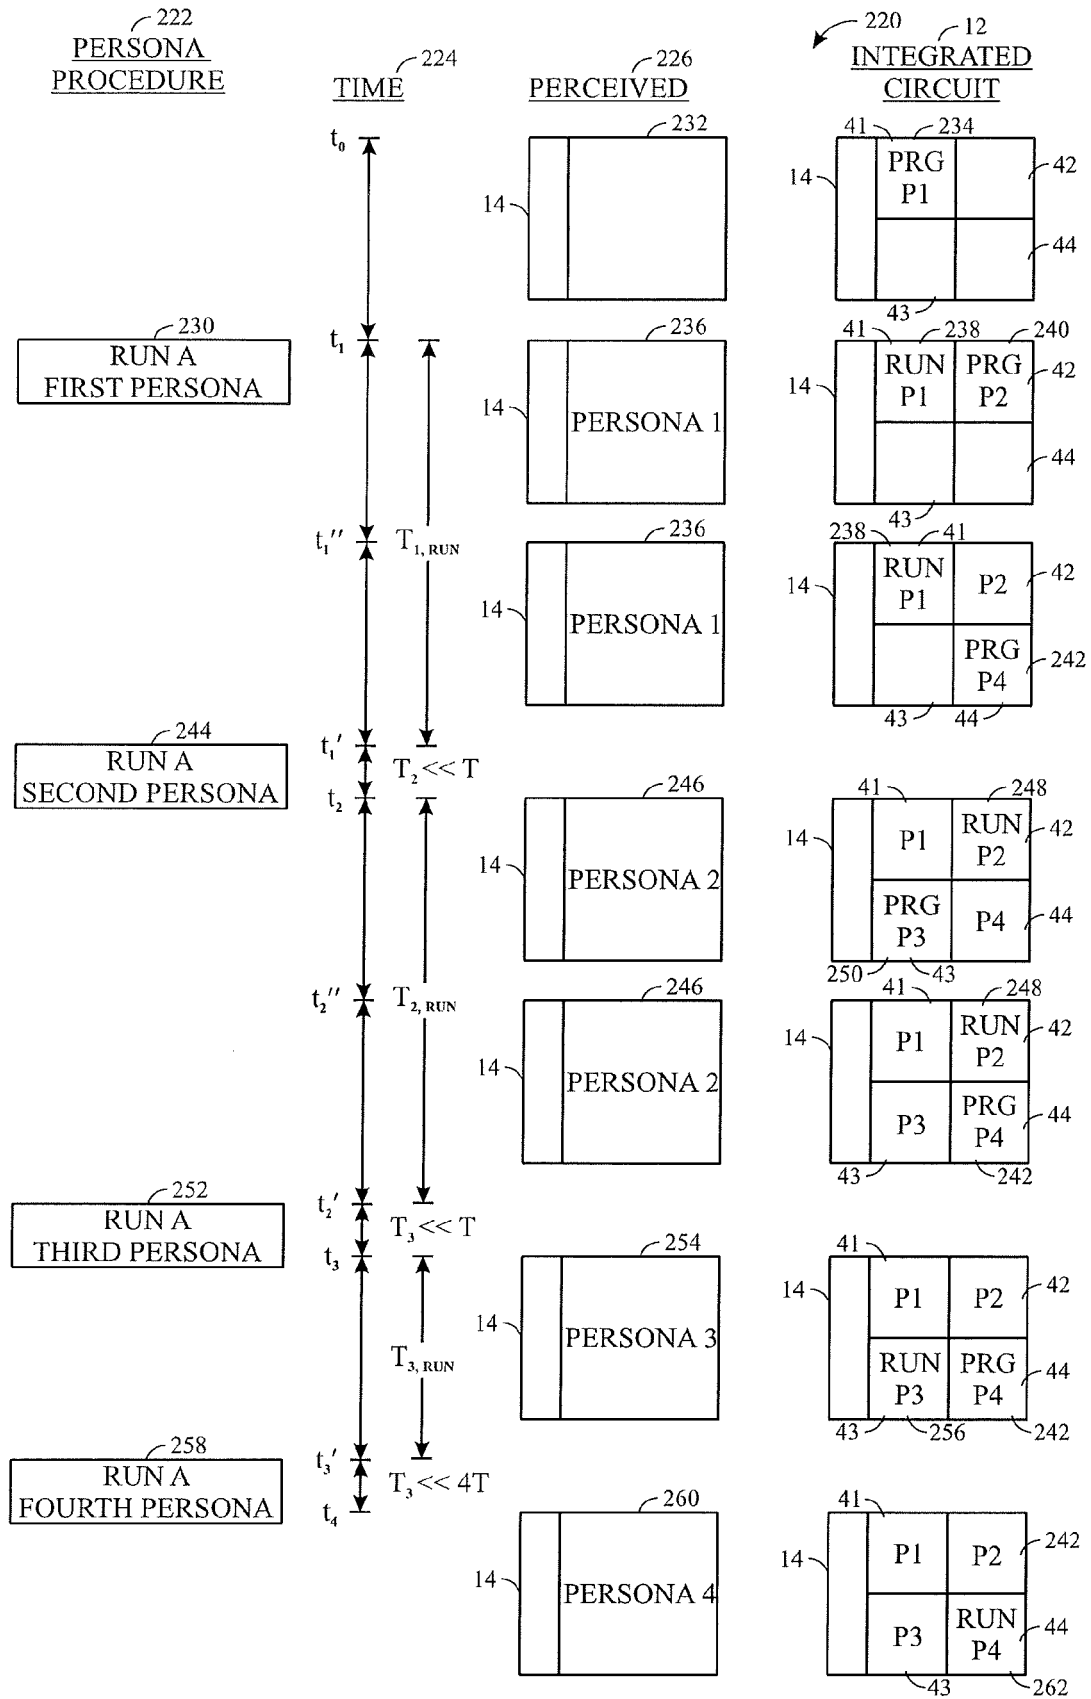 222
PERSONA
PROCEDURE
224
TIME
226
PERCEIVED
220
12
INTEGRATED
CIRCUIT
t0
232
14
41
234
PRG
P1
42
14
44
43
230
RUN A
FIRST PERSONA
t1
236
14
PERSONA 1
41
238
240
RUN
P1
PRG
P2
42
14
44
43
t1''
T1, RUN
236
14
PERSONA 1
238
41
RUN
P1
P2
42
14
PRG
P4
242
43
44
244
RUN A
SECOND PERSONA
t1'
T2 << T
t2
246
14
PERSONA 2
41
248
P1
RUN
P2
42
14
PRG
P3
P4
44
250
43
t2''
T2, RUN
246
14
PERSONA 2
41
248
P1
RUN
P2
42
14
P3
PRG
P4
44
43
242
252
RUN A
THIRD PERSONA
t2'
T3 << T
t3
254
14
PERSONA 3
T3, RUN
41
P1
P2
42
14
RUN
P3
PRG
P4
44
43
256
242
258
RUN A
FOURTH PERSONA
t3'
T3 << 4T
t4
260
14
PERSONA 4
41
P1
P2
242
14
P3
RUN
P4
44
43
262